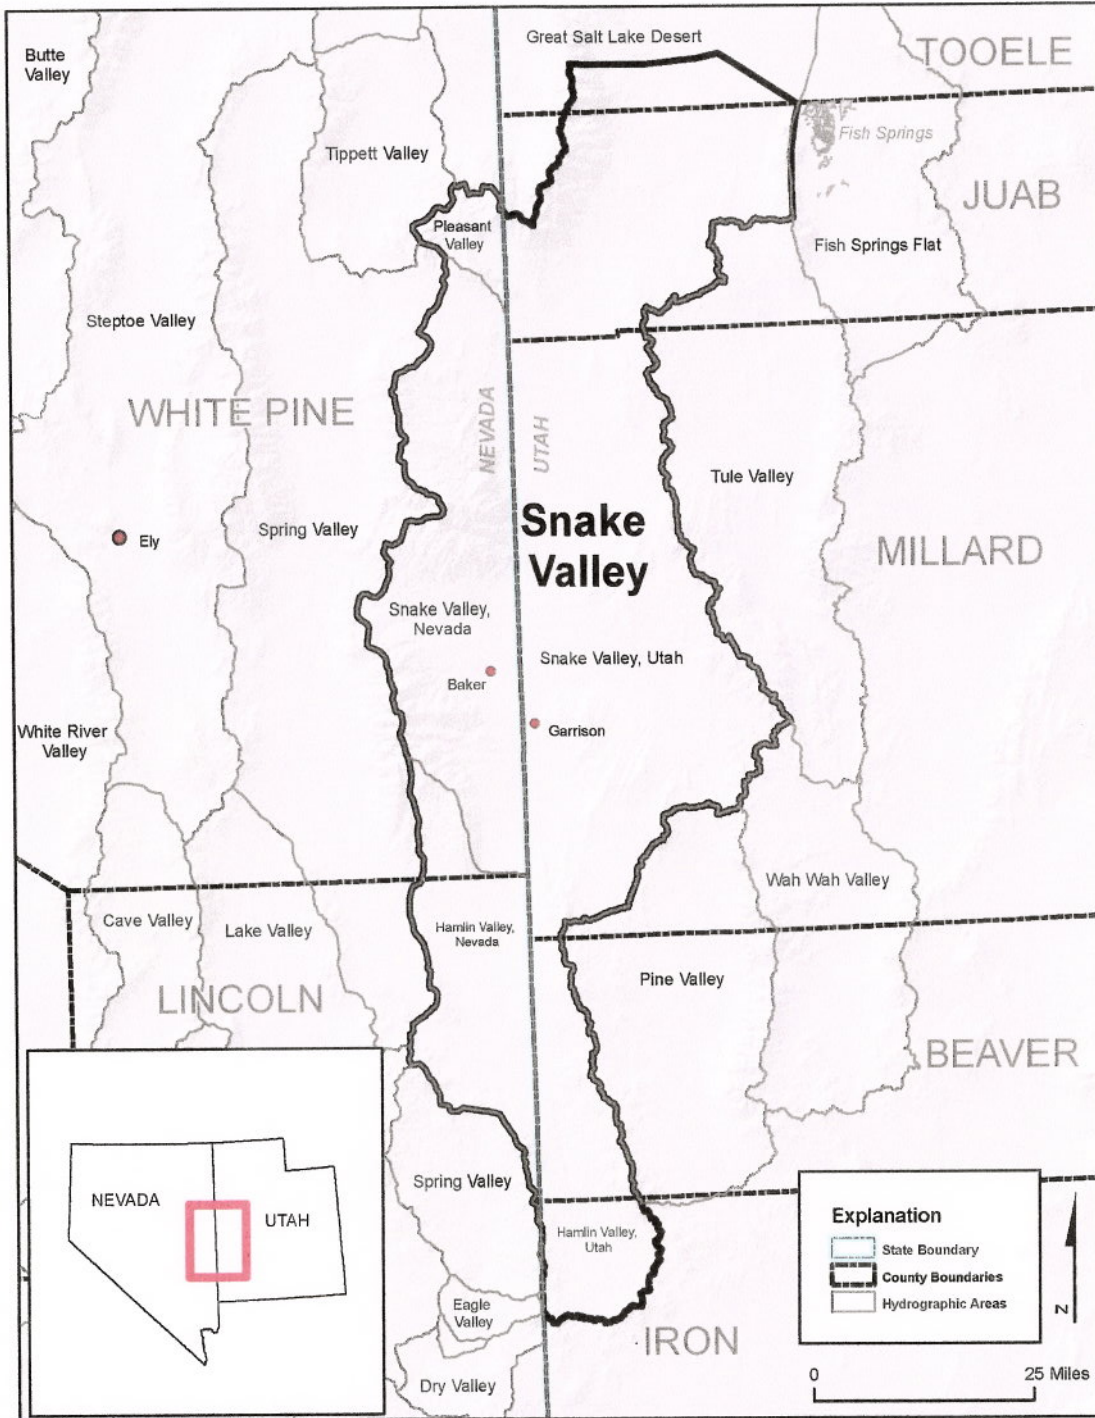 Great Salt Lake Desert
TOOELE
Butte
Valley
Fish Springs
Tippett Valley
JUAB
Pleasant
Valley
Fish Springs Flat
Steptoe Valley
WHITE PINE
NEVADA
UTAH
Tule Valley
Snake
Valley
Spring Valley
Ely
MILLARD
Snake Valley,
Nevada
Snake Valley, Utah
Baker
Garrison
White River
Valley
Wah Wah Valley
Cave Valley
Lake Valley
Hamlin Valley,
Nevada
Pine Valley
LINCOLN
BEAVER
Spring Valley
NEVADA
UTAH
Hamlin Valley,
Utah
Explanation
State Boundary
County Boundaries
Hydrographic Areas
N
Eagle
Valley
IRON
Dry Valley
0
25 Miles